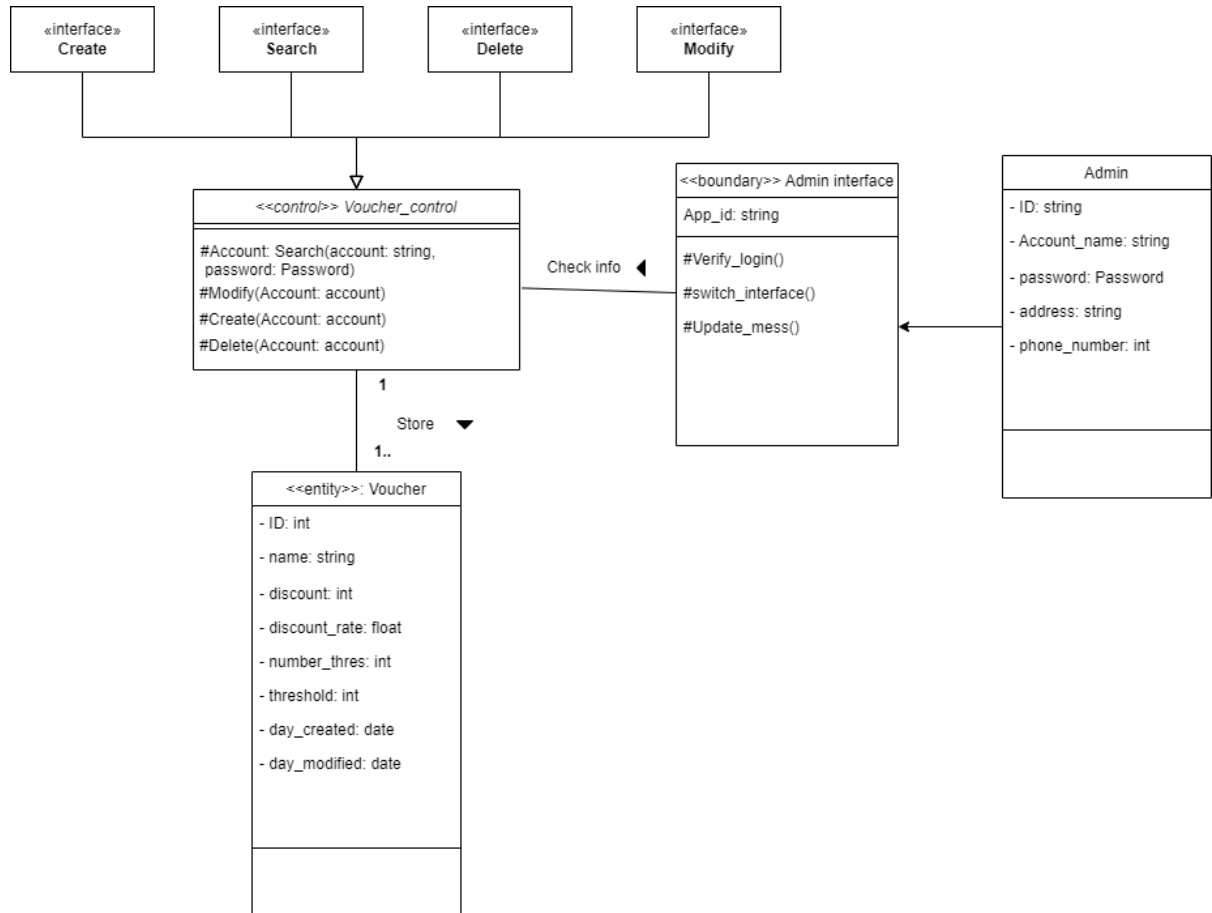 «interface»
Create
«interface»
Search
«interface»
Delete
«interface»
Modify
<<control>> Voucher_control
#Account: Search(account: string,
password: Password)
#Modify(Account: account)
#Create(Account: account)
#Delete(Account: account)
Check info
<<boundary>> Admin interface
App_id: string
#Verify_login()
#switch_interface()
#Update_mess()
Admin
- ID: string
- Account_name: string
- password: Password
- address: string
- phone_number: int
1
Store
1..
<<entity>>: Voucher
- ID: int
- name: string
- discount: int
- discount_rate: float
- number_thres: int
- threshold: int
- day_created: date
- day_modified: date